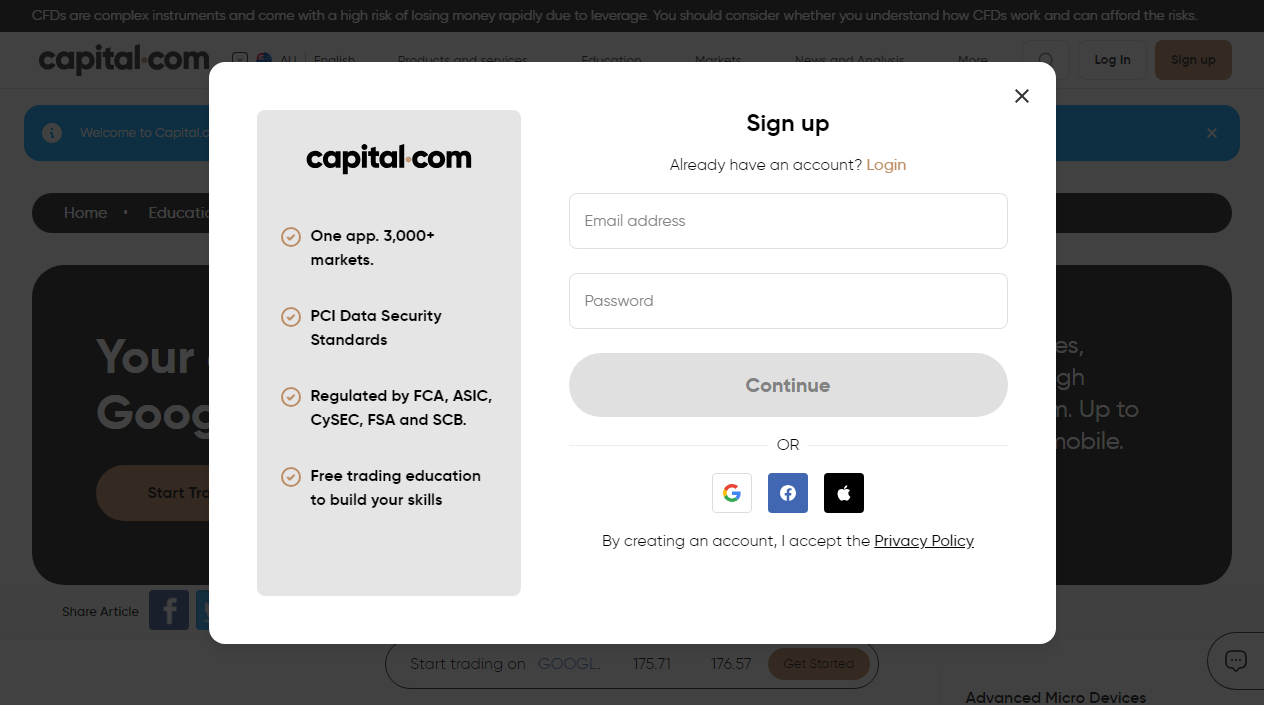 CFDs are complex instruments and come with a high risk of losing money rapidly due to leverage. You should consider whether you understand how CFDs work and can afford the risks.
capital.com AU English Products and services Education Markets News and Analysis More Log In Sign up
Welcome to Capital.c
Home · Educatio
Your
Goog
Start Tra
es,
gh
m. Up to
mobile.
Share Article
capital.com
One app. 3,000+
markets.
PCI Data Security
Standards
Regulated by FCA, ASIC,
CySEC, FSA and SCB.
Free trading education
to build your skills
Sign up
Already have an account? Login
Email address
Password
Continue
OR
By creating an account, I accept the Privacy Policy
Start trading on GOOGL. 175.71 176.57 Get Started
Advanced Micro Devices